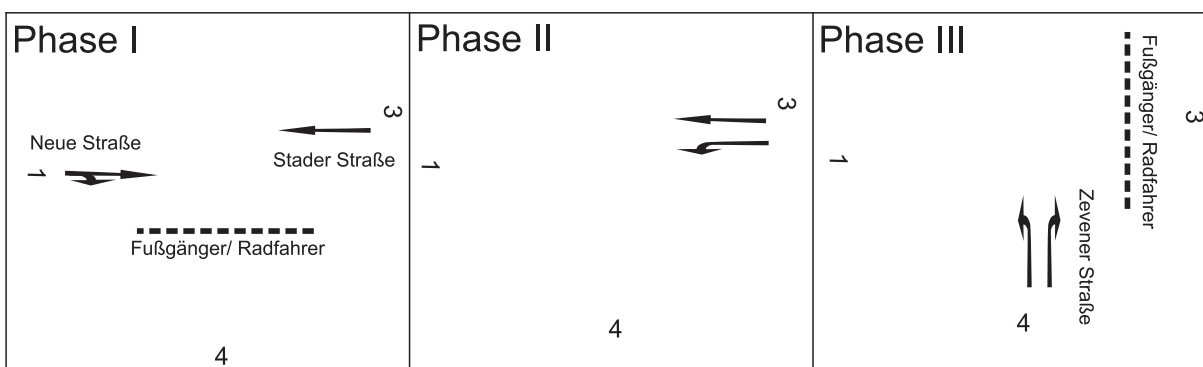 Phase I
3
Neue Straße
Stader Straße
1
Fußgänger/ Radfahrer
4
Phase II
3
1
4
Phase III
Fußgänger/ Radfahrer
3
1
Zevener Straße
4